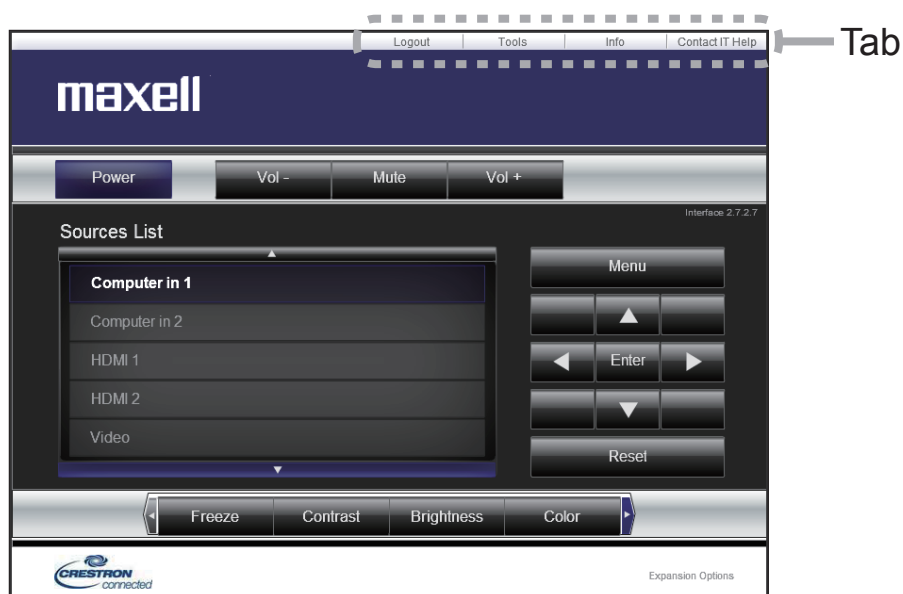 Logout Tools Info Contact IT Help
Tab
maxell
Power Vol - Mute Vol +
Interface 2.7.2.7
Sources List
Computer in 1
Computer in 2
HDMI 1
HDMI 2
Video
Menu
Enter
Reset
Freeze Contrast Brightness Color
CRESTRON
connected
Expansion Options